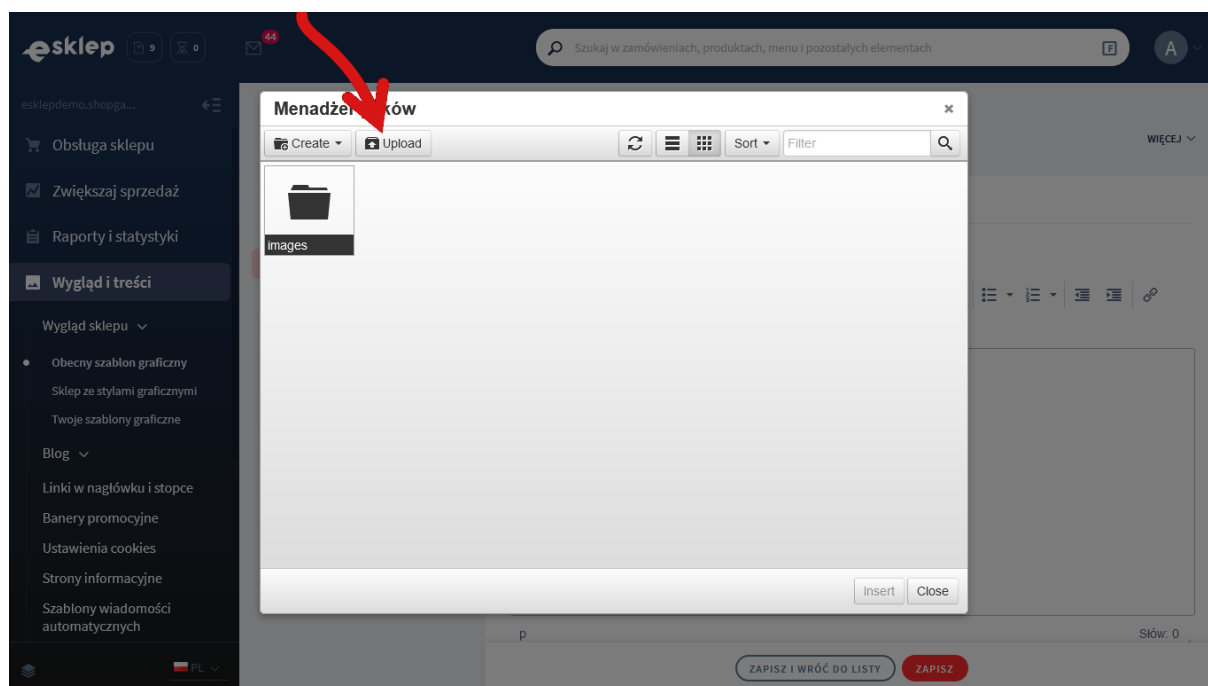 esklep 9 0 44 Szukaj w zamówieniach, produktach, menu i pozostałych elementach F A
esklepdemo.shopga...
Obsługa sklepu
Zwiększaj sprzedaż
Raporty i statystyki
Wygląd i treści
Wygląd sklepu
Obecny szablon graficzny
Sklep ze stylami graficznymi
Twoje szablony graficzne
Blog
Linki w nagłówku i stopce
Banery promocyjne
Ustawienia cookies
Strony informacyjne
Szablony wiadomości
automatycznych
PL
Menadżer ków
Create Upload Sort Filter
images
Insert Close
WIĘCEJ
p Słów: 0
ZAPISZ I WRÓĆ DO LISTY ZAPISZ